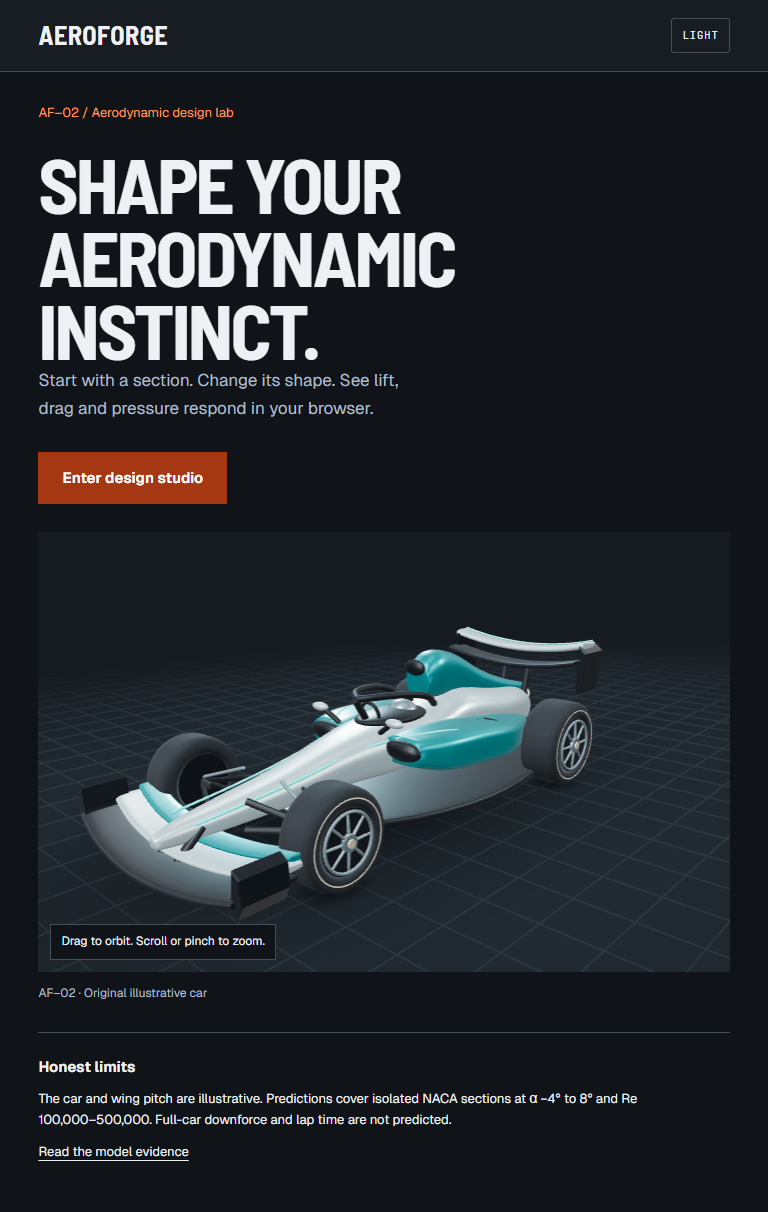 AEROFORGE
LIGHT
AF–02 / Aerodynamic design lab
SHAPE YOUR
AERODYNAMIC
INSTINCT.
Start with a section. Change its shape. See lift,
drag and pressure respond in your browser.
Enter design studio
Drag to orbit. Scroll or pinch to zoom.
AF–02 · Original illustrative car
Honest limits
The car and wing pitch are illustrative. Predictions cover isolated NACA sections at α −4° to 8° and Re
100,000–500,000. Full-car downforce and lap time are not predicted.
Read the model evidence